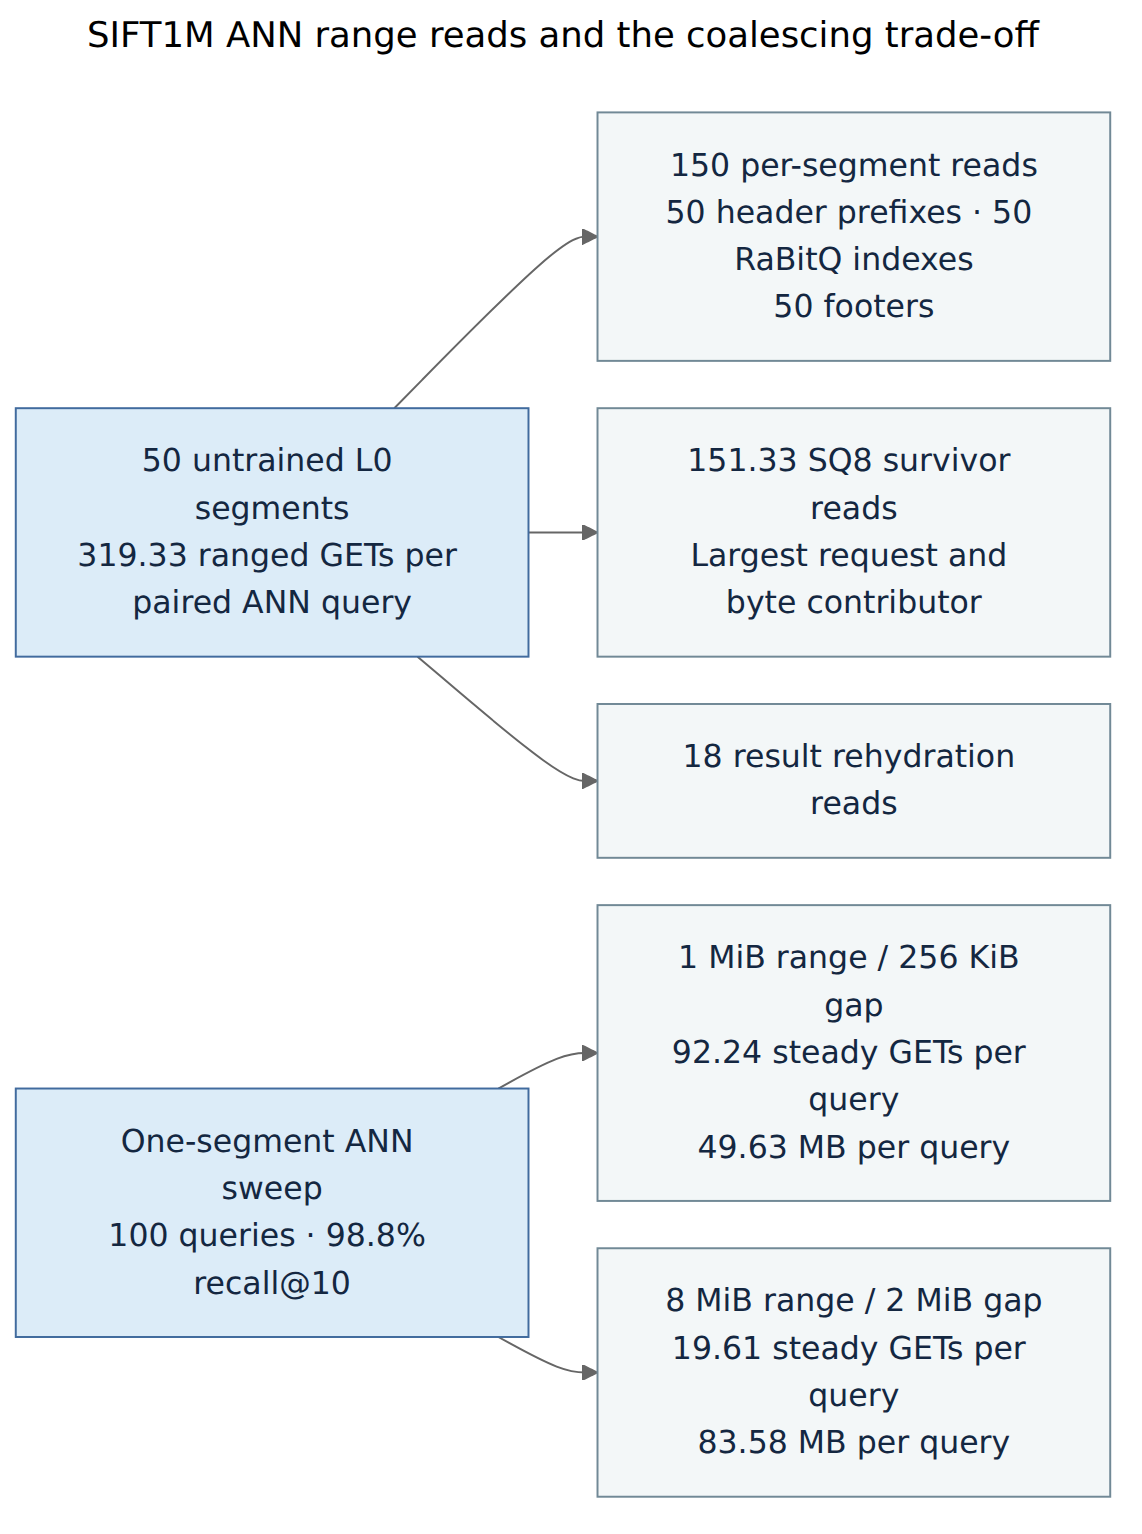 SIFT1M ANN range reads and the coalescing trade-off
150 per-segment reads
50 header prefixes · 50
RaBitQ indexes
50 footers
50 untrained L0
segments
319.33 ranged GETs per
paired ANN query
151.33 SQ8 survivor
reads
Largest request and
byte contributor
18 result rehydration
reads
1 MiB range / 256 KiB
gap
92.24 steady GETs per
query
49.63 MB per query
One-segment ANN
sweep
100 queries · 98.8%
recall@10
8 MiB range / 2 MiB gap
19.61 steady GETs per
query
83.58 MB per query